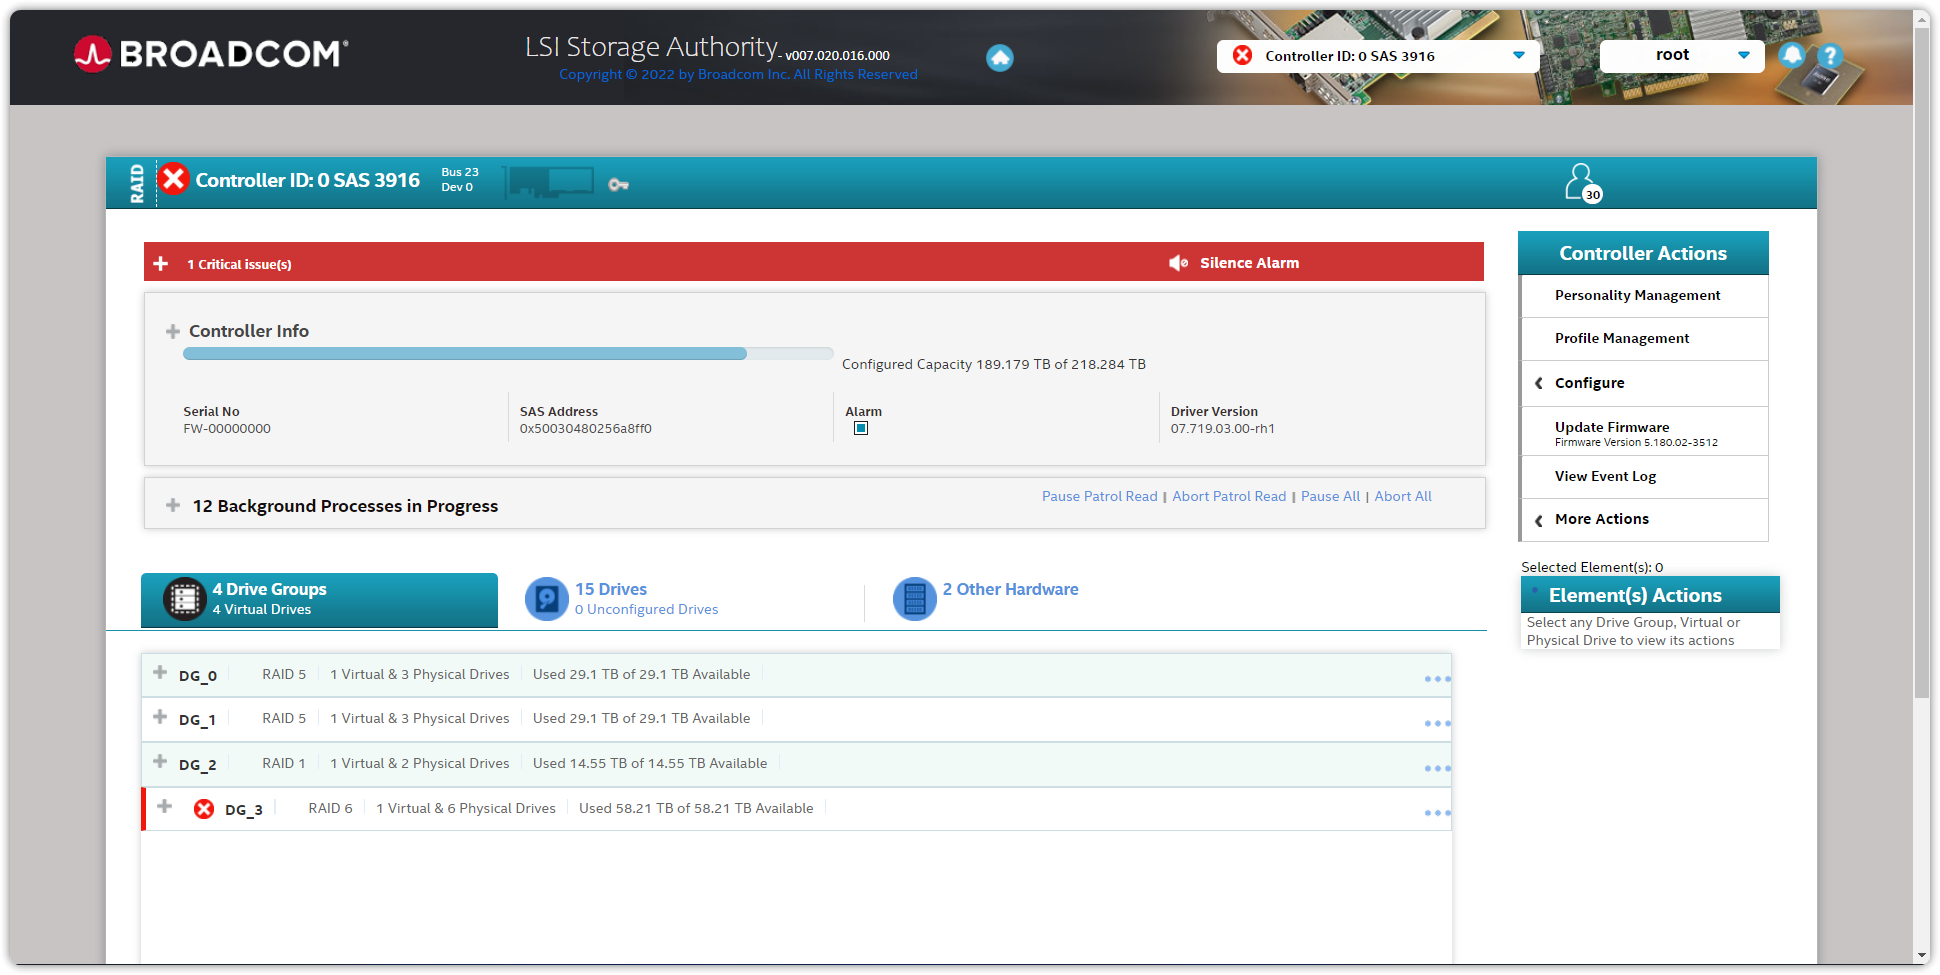 BROADCOM®
LSI Storage Authority - v007.020.016.000
Copyright © 2022 by Broadcom Inc. All Rights Reserved
Controller ID: 0 SAS 3916
root
?
RAID
Controller ID: 0 SAS 3916
Bus 23
Dev 0
30
1 Critical issue(s)
Silence Alarm
Controller Info
Configured Capacity 189.179 TB of 218.284 TB
Serial No
FW-00000000
SAS Address
0x50030480256a8ff0
Alarm
Driver Version
07.719.03.00-rh1
12 Background Processes in Progress
Pause Patrol Read | Abort Patrol Read | Pause All | Abort All
4 Drive Groups
4 Virtual Drives
15 Drives
0 Unconfigured Drives
2 Other Hardware
DG_0 RAID 5 1 Virtual & 3 Physical Drives Used 29.1 TB of 29.1 TB Available
DG_1 RAID 5 1 Virtual & 3 Physical Drives Used 29.1 TB of 29.1 TB Available
DG_2 RAID 1 1 Virtual & 2 Physical Drives Used 14.55 TB of 14.55 TB Available
DG_3 RAID 6 1 Virtual & 6 Physical Drives Used 58.21 TB of 58.21 TB Available
Controller Actions
Personality Management
Profile Management
Configure
Update Firmware
Firmware Version 5.180.02-3512
View Event Log
More Actions
Selected Element(s): 0
Element(s) Actions
Select any Drive Group, Virtual or
Physical Drive to view its actions